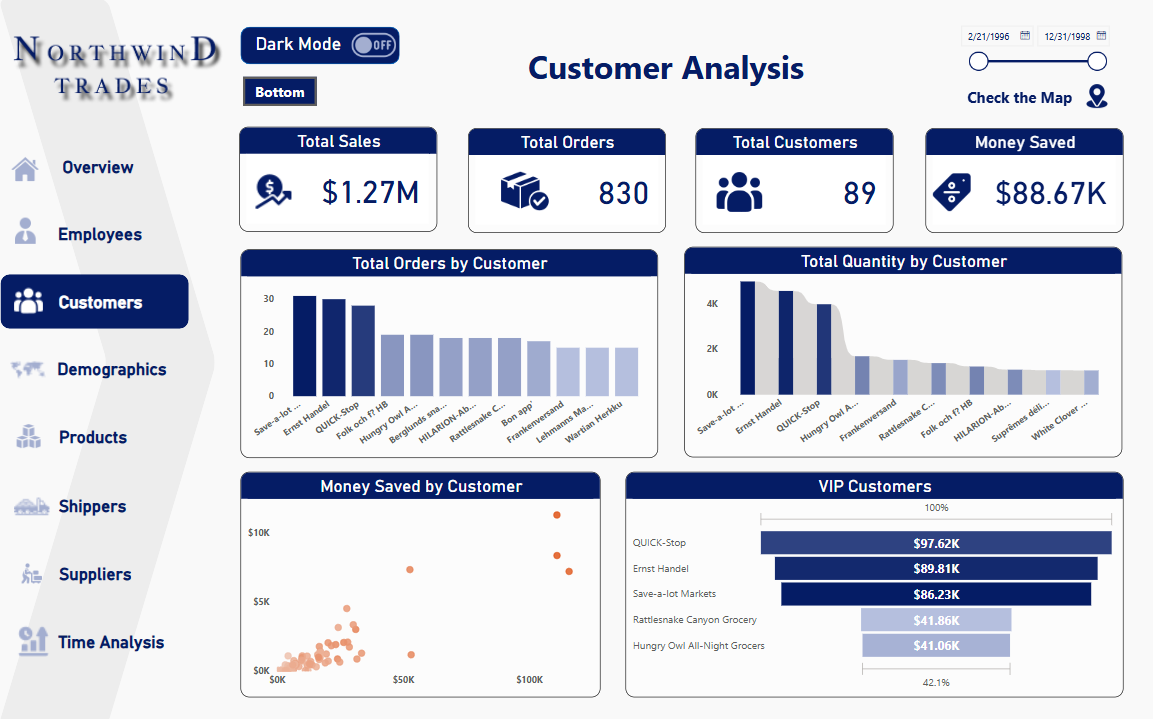 NORTHWIND
TRADES
Dark Mode OFF
Bottom
Customer Analysis
2/21/1996 12/31/1998
Check the Map
Overview
Employees
Customers
Demographics
Products
Shippers
Suppliers
Time Analysis
Total Sales
$1.27M
Total Orders
830
Total Customers
89
Money Saved
$88.67K
Total Orders by Customer
30
20
10
0
Save-a-lot ...
Ernst Handel
QUICK-Stop
Folk och f? HB
Hungry Owl A...
Berglunds sna...
HILARION-Ab...
Rattlesnake C...
Bon app'
Frankenversand
Lehmanns Ma...
Wartian Herkku
Total Quantity by Customer
4K
2K
0K
Save-a-lot ...
Ernst Handel
QUICK-Stop
Hungry Owl A...
Frankenversand
Rattlesnake C...
Folk och f? HB
HILARION-Ab...
Suprêmes déli...
White Clover ...
Money Saved by Customer
$10K
$5K
$0K
$0K $50K $100K
VIP Customers
100%
QUICK-Stop $97.62K
Ernst Handel $89.81K
Save-a-lot Markets $86.23K
Rattlesnake Canyon Grocery $41.86K
Hungry Owl All-Night Grocers $41.06K
42.1%